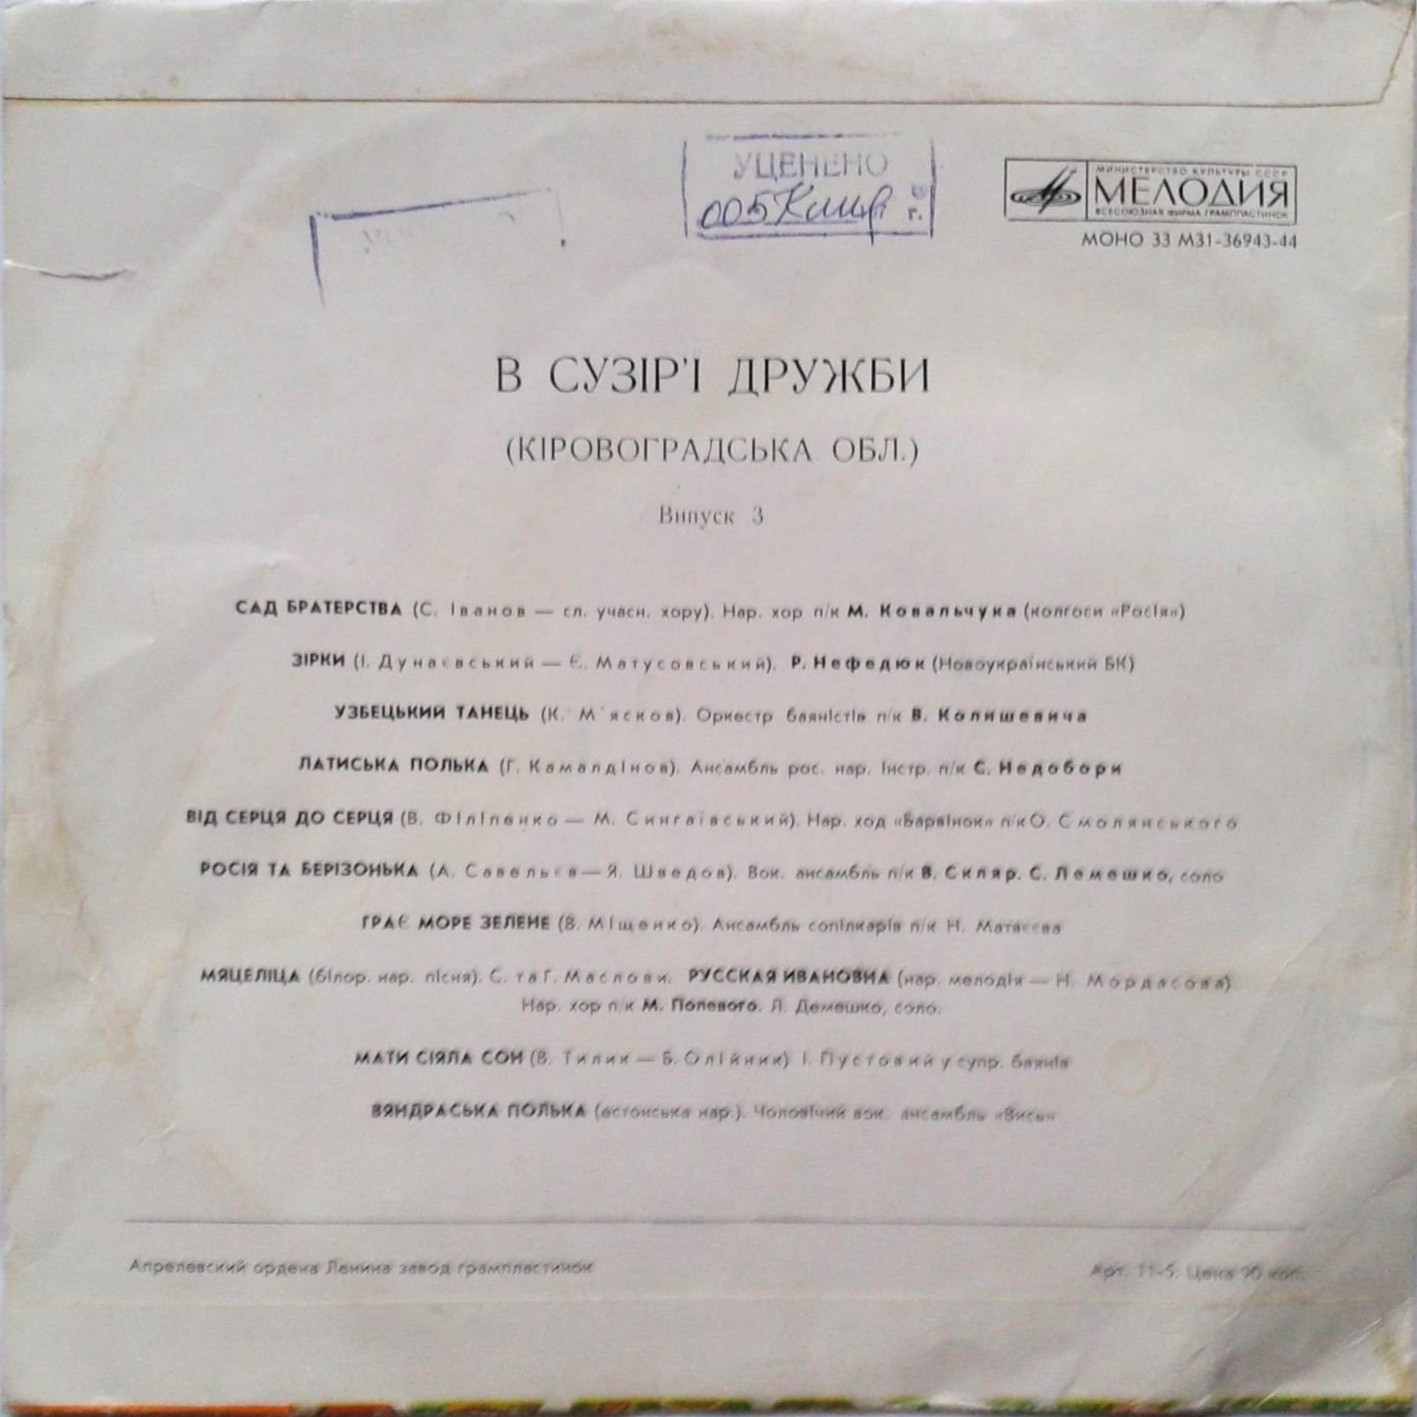 УЦЕНЕНО
005
г.
МИНИСТЕРСТВО КУЛЬТУРЫ СССР
МЕЛОДИЯ
ВСЕСОЮЗНАЯ ФИРМА ГРАМПЛАСТИНОК
МОНО 33 М31-36943-44
В СУЗІР'Ї ДРУЖБИ
(КІРОВОГРАДСЬКА ОБЛ.)
Випуск 3
САД БРАТЕРСТВА (С. Іванов — сл. учасн. хору). Нар. хор п/к М. Ковальчука (колгосп «Росія»)
ЗІРКИ (І. Дунаєвський — Є. Матусовський). Р. Нефедюк (Новоукраїнський БК)
УЗБЕЦЬКИЙ ТАНЕЦЬ (К. М'ясков). Оркестр баяністів п/к В. Колишевича
ЛАТИСЬКА ПОЛЬКА (Г. Камалдінов). Ансамбль рос. нар. інстр. п/к С. Недобори
ВІД СЕРЦЯ ДО СЕРЦЯ (В. Філіпенко — М. Сингаївський). Нар. ход «Барвінок» п/к О. Смолянського
РОСІЯ ТА БЕРІЗОНЬКА (А. Савельєв — Я. Шведов). Вок. ансамбль п/к В. Скляр. С. Лемешко, соло
ГРАЄ МОРЕ ЗЕЛЕНЕ (В. Міщенко). Ансамбль сопілкарів п/к Н. Матвєєва
МЯЦЕЛІЦА (білор. нар. пісня). С. та Г. Маслови. РУССКАЯ ИВАНОВНА (нар. мелодія — Н. Мордасова)
Нар. хор п/к М. Полевого. Л. Демешко, соло.
МАТИ СІЯЛА СОН (В. Тилик — Б. Олійник) І. Пустовий у супр. баянів
ВЯНДРАСЬКА ПОЛЬКА (естонська нар.). Чоловічий вок. ансамбль «Вись»
Апрелевский ордена Ленина завод грампластинок
Арт. 11-5. Цена 90 коп.